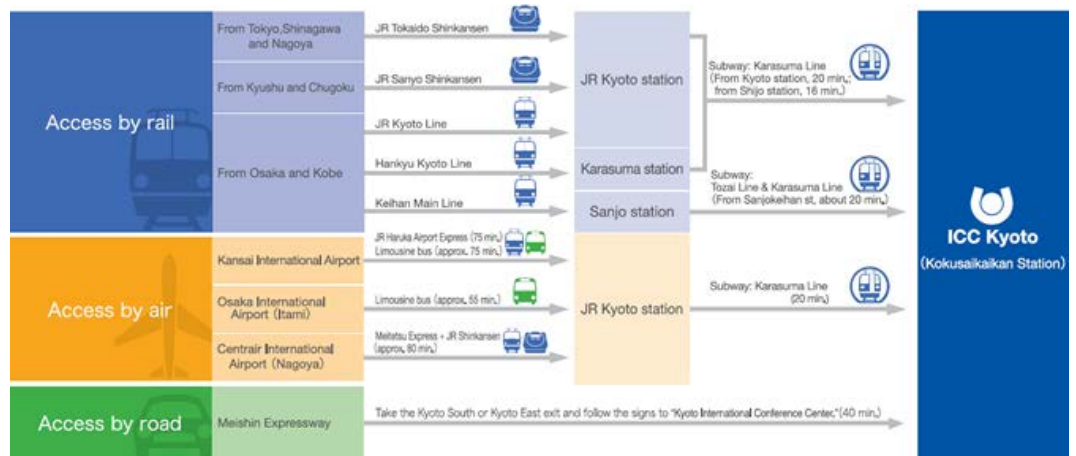 Access by rail
From Tokyo,Shinagawa
and Nagoya
JR Tokaido Shinkansen
From Kyushu and Chugoku
JR Sanyo Shinkansen
From Osaka and Kobe
JR Kyoto Line
Hankyu Kyoto Line
Keihan Main Line
JR Kyoto station
Karasuma station
Sanjo station
Subway: Karasuma Line
(From Kyoto station, 20 min.;
from Shijo station, 16 min.)
Subway:
Tozai Line & Karasuma Line
(From Sanjokeihan st, about 20 min.)
Access by air
Kansai International Airport
JR Haruka Airport Express (75 min.)
Limousine bus (approx. 75 min.)
Osaka International
Airport (Itami)
Limousine bus (approx. 55 min.)
Centrair International
Airport (Nagoya)
Meitatsu Express + JR Shinkansen
(approx. 80 min.)
JR Kyoto station
Subway: Karasuma Line
(20 min.)
Access by road
Meishin Expressway
Take the Kyoto South or Kyoto East exit and follow the signs to "Kyoto International Conference Center."(40 min.)
ICC Kyoto
(Kokusaikaikan Station)